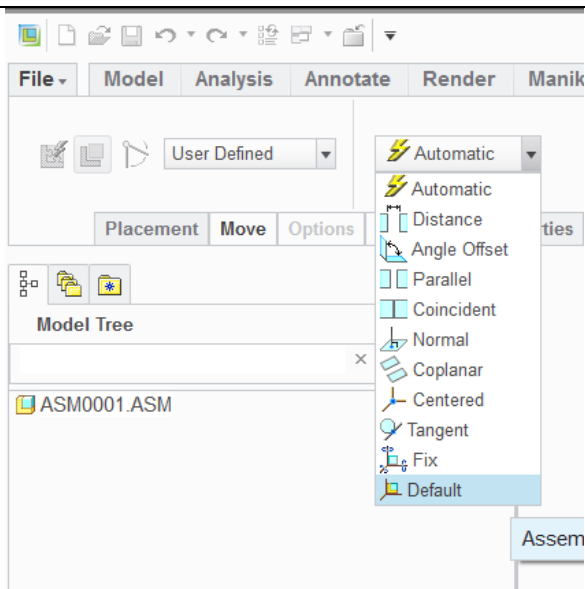 File Model Analysis Annotate Render Manik
User Defined
Automatic
Automatic
Distance
Angle Offset
Parallel
Coincident
Normal
Coplanar
Centered
Tangent
Fix
Default
Placement Move Options ties
Model Tree
ASM0001.ASM
Assem